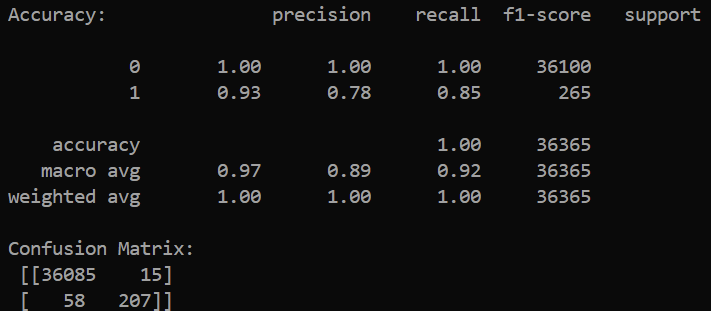 Accuracy:               precision    recall  f1-score   support

           0       1.00      1.00      1.00     36100
           1       0.93      0.78      0.85       265

    accuracy                           1.00     36365
   macro avg       0.97      0.89      0.92     36365
weighted avg       1.00      1.00      1.00     36365

Confusion Matrix:
 [[36085    15]
 [   58   207]]